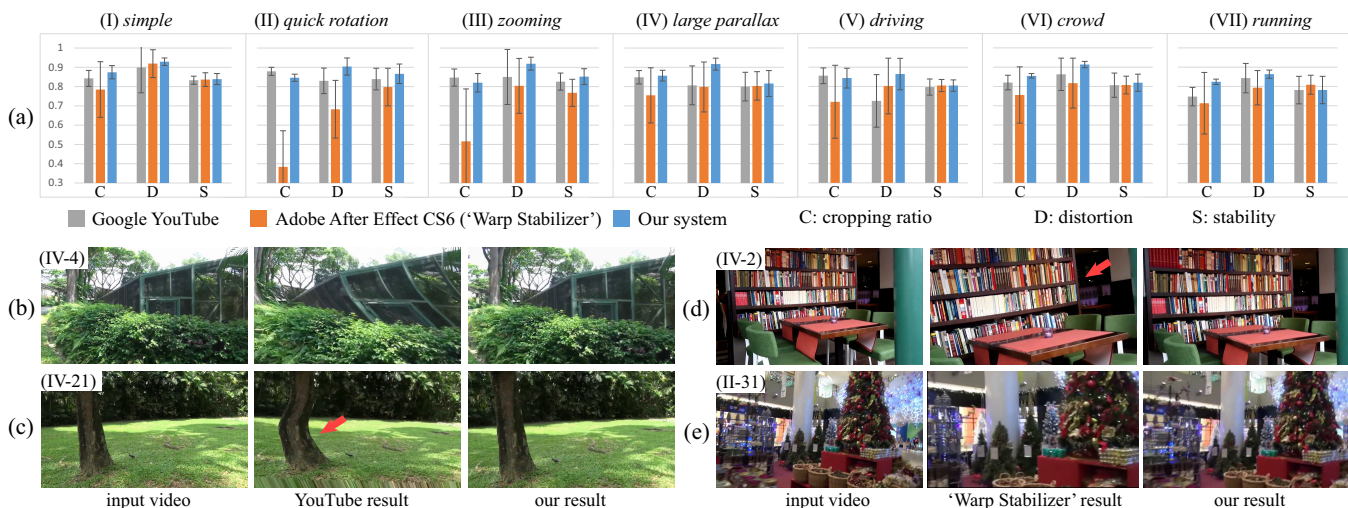 (I) simple (II) quick rotation (III) zooming (IV) large parallax (V) driving (VI) crowd (VII) running
(a)
1
0.9
0.8
0.7
0.6
0.5
0.4
0.3
C D S C D S C D S C D S C D S C D S C D S
Google YouTube Adobe After Effect CS6 (‘Warp Stabilizer’) Our system C: cropping ratio D: distortion S: stability
(b) (IV-4)
(d) (IV-2)
(c) (IV-21)
(e) (II-31)
input video YouTube result our result input video ‘Warp Stabilizer’ result our result